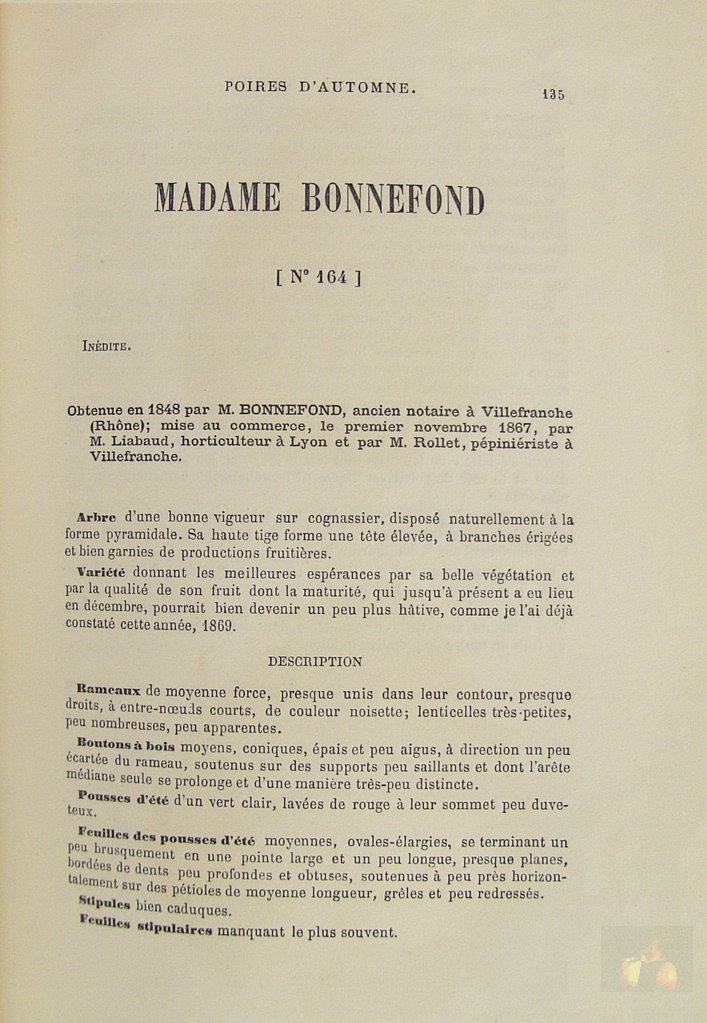 POIRES D'AUTOMNE.
135
MADAME BONNEFOND
[ N° 164 ]
INÉDITE.
Obtenue en 1848 par M. BONNEFOND, ancien notaire à Villefranche
(Rhône); mise au commerce, le premier novembre 1867, par
M. Liabaud, horticulteur à Lyon et par M. Rollet, pépiniériste à
Villefranche.
Arbre d'une bonne vigueur sur cognassier, disposé naturellement à la
forme pyramidale. Sa haute tige forme une tête élevée, à branches érigées
et bien garnies de productions fruitières.
Variété donnant les meilleures espérances par sa belle végétation et
par la qualité de son fruit dont la maturité, qui jusqu'à présent a eu lieu
en décembre, pourrait bien devenir un peu plus hâtive, comme je l'ai déjà
constaté cette année, 1869.
DESCRIPTION
Rameaux de moyenne force, presque unis dans leur contour, presque
droits, à entre-nœuds courts, de couleur noisette; lenticelles très-petites,
peu nombreuses, peu apparentes.
Boutons à bois moyens, coniques, épais et peu aigus, à direction un peu
écartée du rameau, soutenus sur des supports peu saillants et dont l'arête
médiane seule se prolonge et d'une manière très-peu distincte.
Pousses d'été d'un vert clair, lavées de rouge à leur sommet peu duve-
teux.
Feuilles des pousses d'été moyennes, ovales-élargies, se terminant un
peu brusquement en une pointe large et un peu longue, presque planes,
bordées de dents peu profondes et obtuses, soutenues à peu près horizon-
talement sur des pétioles de moyenne longueur, grêles et peu redressés.
Stipules bien caduques.
Feuilles stipulaires manquant le plus souvent.